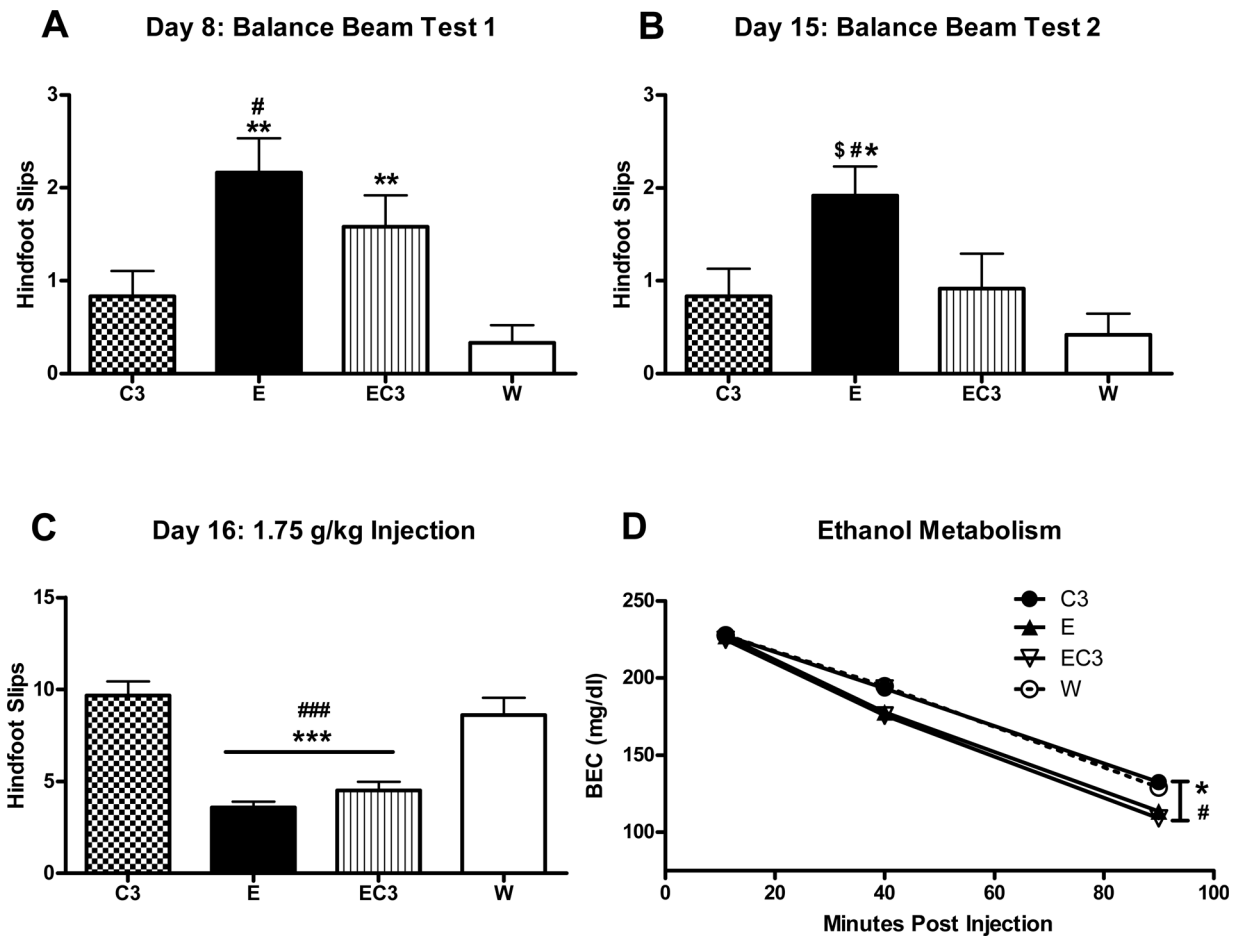 A Day 8: Balance Beam Test 1
3
2
1
0
Hindfoot Slips
#
**
**
C3 E EC3 W
B Day 15: Balance Beam Test 2
3
2
1
0
Hindfoot Slips
$ # *
C3 E EC3 W
C Day 16: 1.75 g/kg Injection
15
10
5
0
Hindfoot Slips
###
***
C3 E EC3 W
D Ethanol Metabolism
250
200
150
100
BEC (mg/dl)
C3
E
EC3
W
*
#
0 20 40 60 80 100
Minutes Post Injection